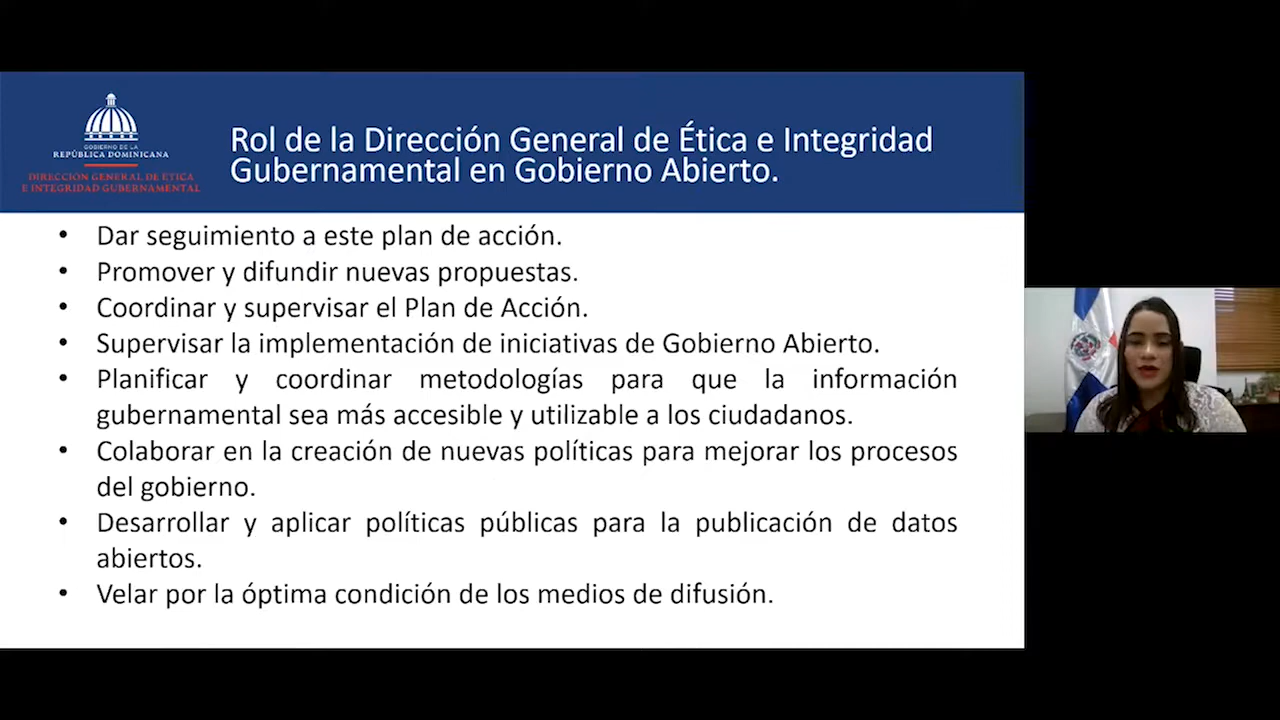 GOBIERNO DE LA
REPÚBLICA DOMINICANA
DIRECCIÓN GENERAL DE ÉTICA
E INTEGRIDAD GUBERNAMENTAL
Rol de la Dirección General de Ética e Integridad
Gubernamental en Gobierno Abierto.
• Dar seguimiento a este plan de acción.
• Promover y difundir nuevas propuestas.
• Coordinar y supervisar el Plan de Acción.
• Supervisar la implementación de iniciativas de Gobierno Abierto.
• Planificar y coordinar metodologías para que la información
gubernamental sea más accesible y utilizable a los ciudadanos.
• Colaborar en la creación de nuevas políticas para mejorar los procesos
del gobierno.
• Desarrollar y aplicar políticas públicas para la publicación de datos
abiertos.
• Velar por la óptima condición de los medios de difusión.